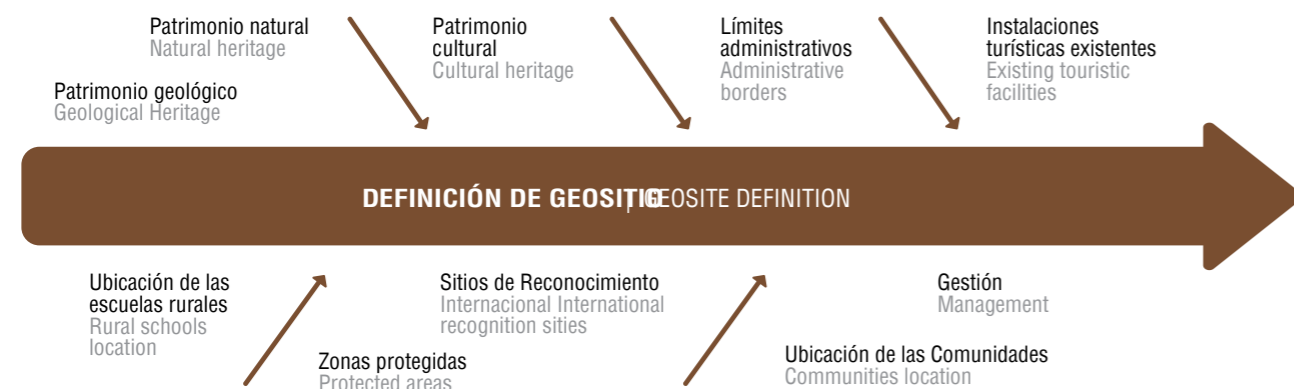 Patrimonio natural
Natural heritage
Patrimonio
cultural
Cultural heritage
Límites
administrativos
Administrative
borders
Instalaciones
turísticas existentes
Existing touristic
facilities
Patrimonio geológico
Geological Heritage
DEFINICIÓN DE GEOSITIO | GEOSITE DEFINITION
Ubicación de las
escuelas rurales
Rural schools
location
Sitios de Reconocimiento
Internacional International
recognition sities
Gestión
Management
Zonas protegidas
Protected areas
Ubicación de las Comunidades
Communities location